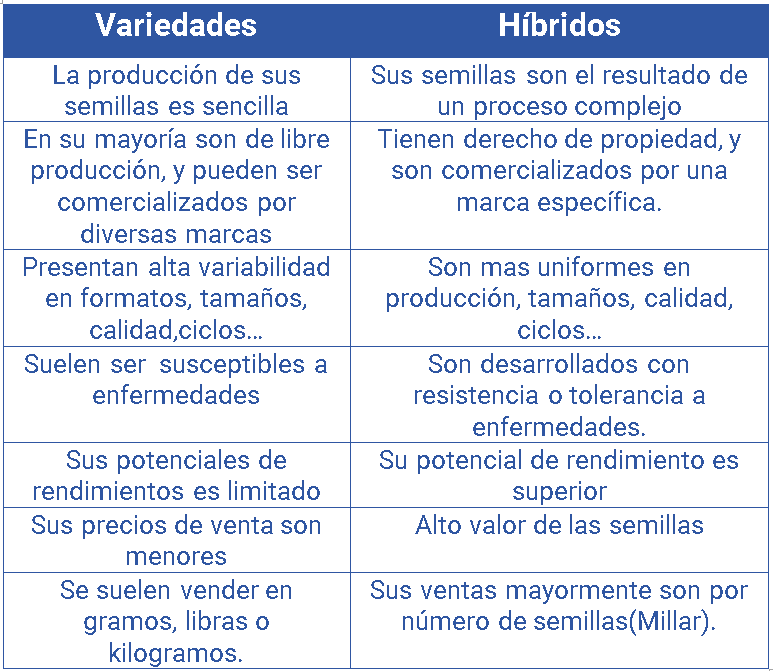 Variedades
Híbridos
La producción de sus
semillas es sencilla
Sus semillas son el resultado de
un proceso complejo
En su mayoría son de libre
producción, y pueden ser
comercializados por
diversas marcas
Tienen derecho de propiedad, y
son comercializados por una
marca específica.
Presentan alta variabilidad
en formatos, tamaños,
calidad,ciclos...
Son mas uniformes en
producción, tamaños, calidad,
ciclos...
Suelen ser susceptibles a
enfermedades
Son desarrollados con
resistencia o tolerancia a
enfermedades.
Sus potenciales de
rendimientos es limitado
Su potencial de rendimiento es
superior
Sus precios de venta son
menores
Alto valor de las semillas
Se suelen vender en
gramos, libras o
kilogramos.
Sus ventas mayormente son por
número de semillas(Millar).